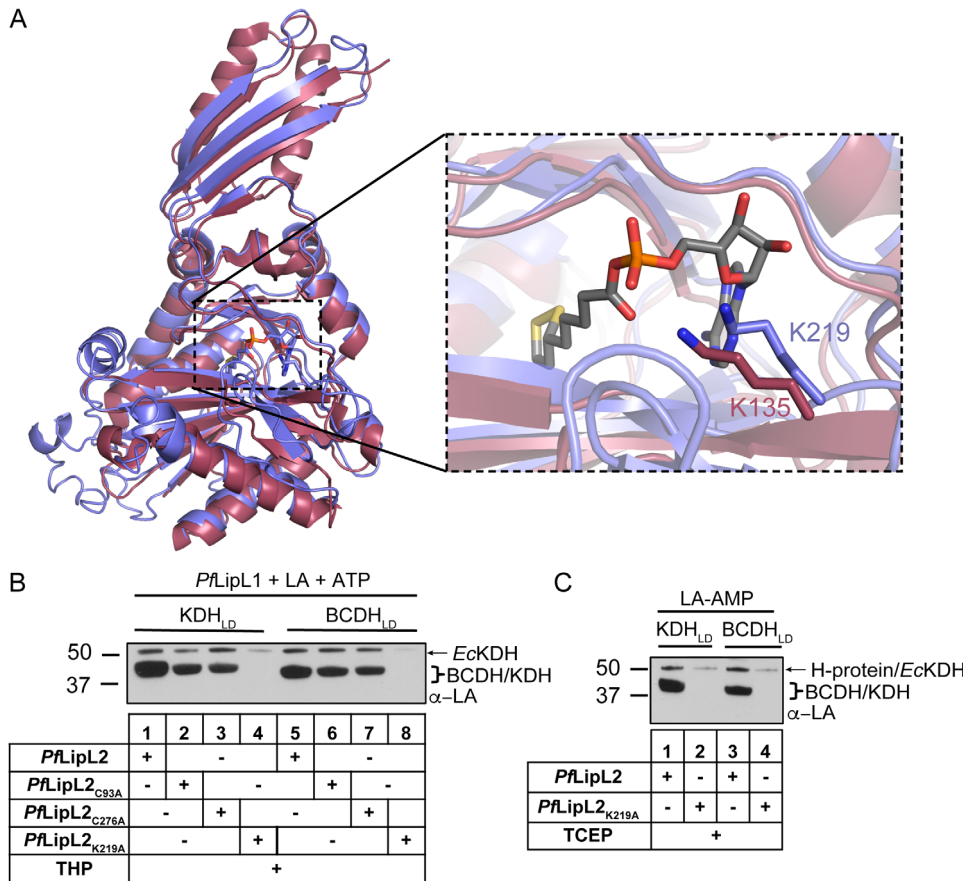 A
K219
K135
B
PfLipL1 + LA + ATP
KDHLD BCDHLD
50
37
EcKDH
BCDH/KDH
α–LA
1 2 3 4 5 6 7 8
PfLipL2 + - + -
PfLipL2C93A - + - - + -
PfLipL2C276A - + - - + -
PfLipL2K219A - + - +
THP +
C
LA-AMP
KDHLD BCDHLD
50
37
H-protein/EcKDH
BCDH/KDH
α–LA
1 2 3 4
PfLipL2 + - + -
PfLipL2K219A - + - +
TCEP +